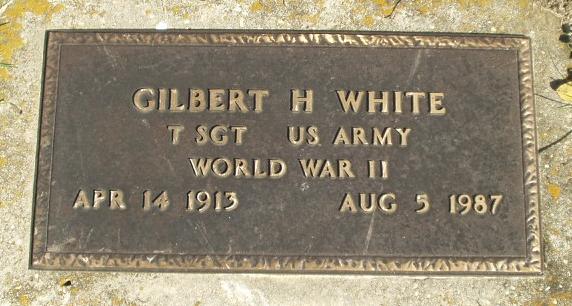 GILBERT H WHITE
T SGT US ARMY
WORLD WAR II
APR 14 1913 AUG 5 1987